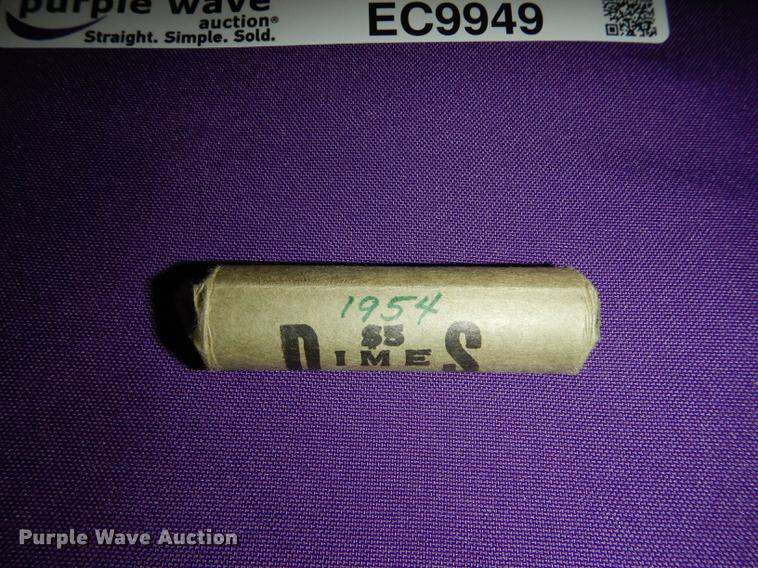 purple wave
auction®
Straight. Simple. Sold.
EC9949
1954
$5
DIMES
Purple Wave Auction